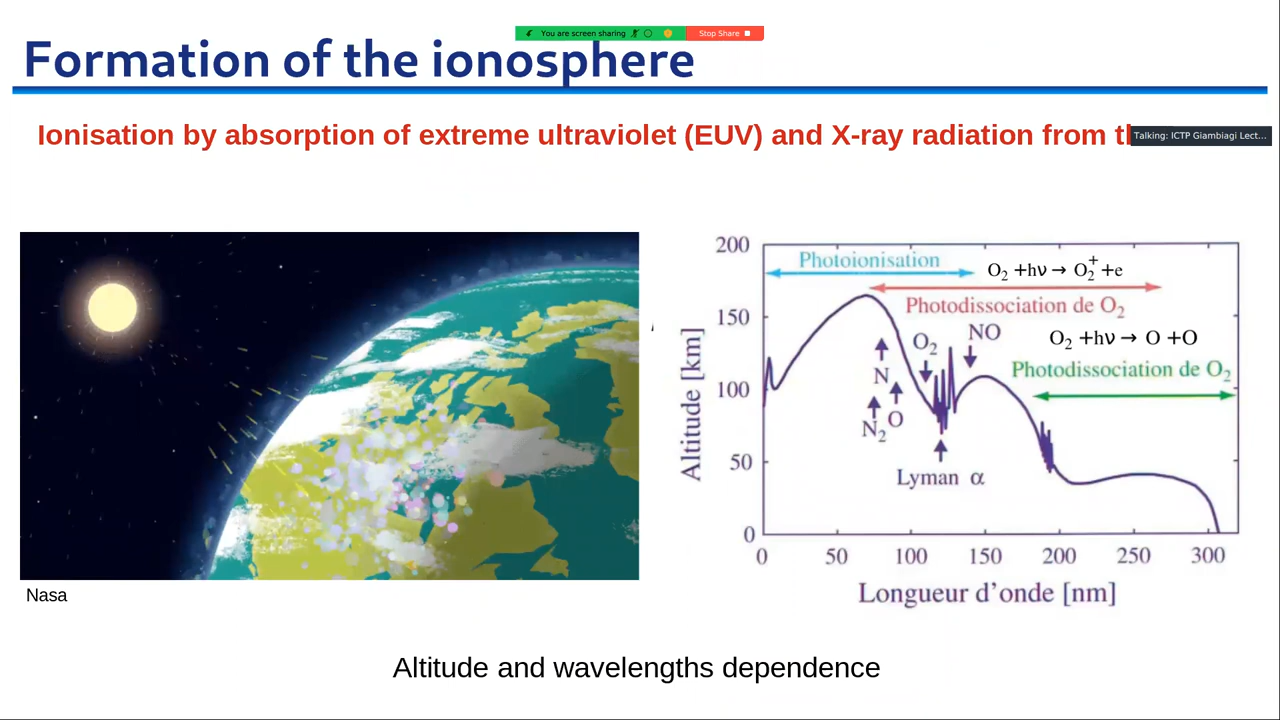 You are screen sharing
Stop Share
Formation of the ionosphere
Ionisation by absorption of extreme ultraviolet (EUV) and X-ray radiation from
Talking: ICTP Giambiagi Lect...
200
150
100
50
0
Altitude [km]
Photoionisation
O₂ +hν → O₂⁺ +e
Photodissociation de O₂
O₂ +hν → O +O
Photodissociation de O₂
NO
O₂
N
O
N₂
Lyman α
0 50 100 150 200 250 300
Longueur d'onde [nm]
Nasa
Altitude and wavelengths dependence